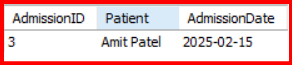 AdmissionID Patient AdmissionDate
3 Amit Patel 2025-02-15